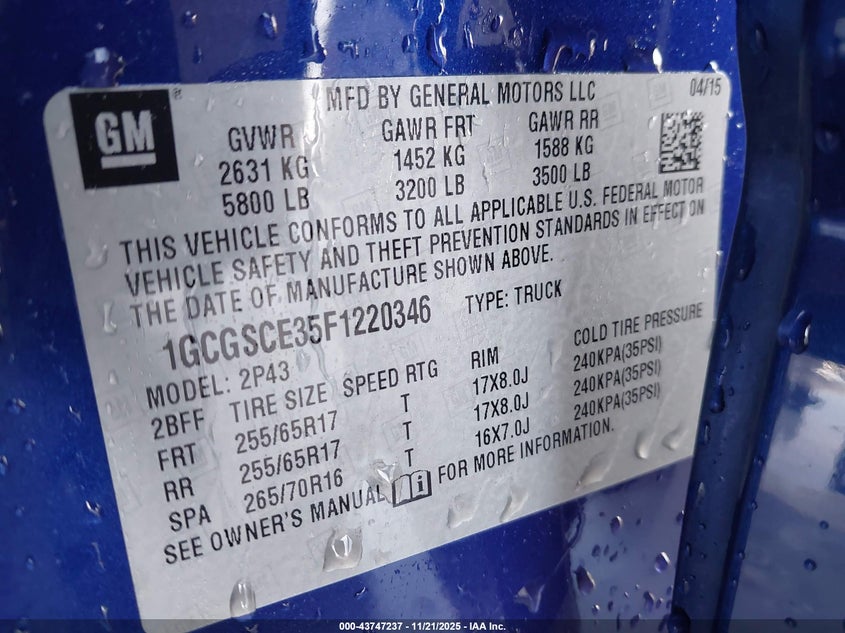 GM
MFD BY GENERAL MOTORS LLC 04/15
GVWR GAWR FRT GAWR RR
2631 KG 1452 KG 1588 KG
5800 LB 3200 LB 3500 LB
THIS VEHICLE CONFORMS TO ALL APPLICABLE U.S. FEDERAL MOTOR
VEHICLE SAFETY AND THEFT PREVENTION STANDARDS IN EFFECT ON
THE DATE OF MANUFACTURE SHOWN ABOVE.
1GCGSCE35F1220346 TYPE: TRUCK
MODEL: 2P43
2BFF TIRE SIZE SPEED RTG RIM COLD TIRE PRESSURE
FRT 255/65R17 T 17X8.0J 240KPA(35PSI)
RR 255/65R17 T 17X8.0J 240KPA(35PSI)
SPA 265/70R16 T 16X7.0J 240KPA(35PSI)
SEE OWNER'S MANUAL FOR MORE INFORMATION.
000-43747237 — 11/21/2025 — IAA Inc.